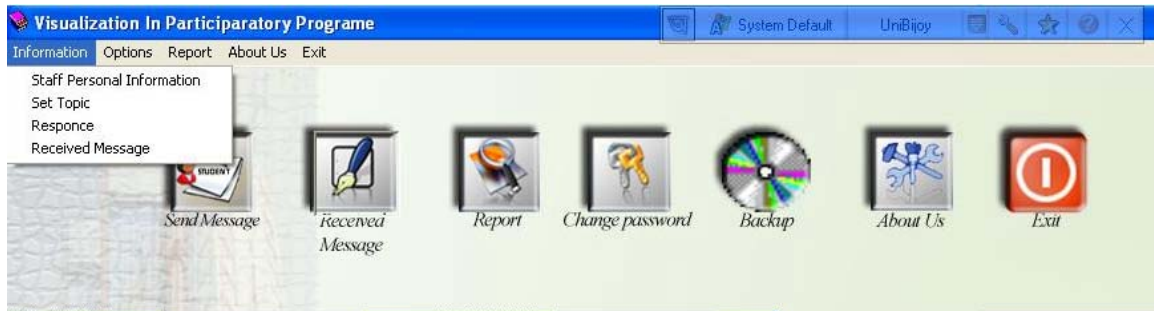 Visualization In Participaratory Programe
System Default
UniBijoy
Information Options Report About Us Exit
Staff Personal Information
Set Topic
Responce
Received Message
STUDENT
Send Message
Received
Message
Report
Change password
Backup
About Us
Exit